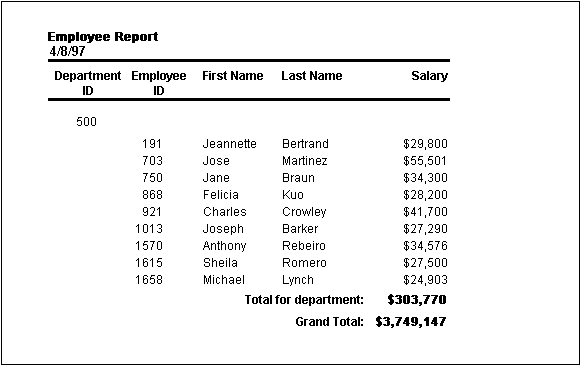 Employee Report
4/8/97
Department Employee First Name Last Name Salary
ID ID
500
191 Jeannette Bertrand $29,800
703 Jose Martinez $55,501
750 Jane Braun $34,300
868 Felicia Kuo $28,200
921 Charles Crowley $41,700
1013 Joseph Barker $27,290
1570 Anthony Rebeiro $34,576
1615 Sheila Romero $27,500
1658 Michael Lynch $24,903
Total for department: $303,770
Grand Total: $3,749,147